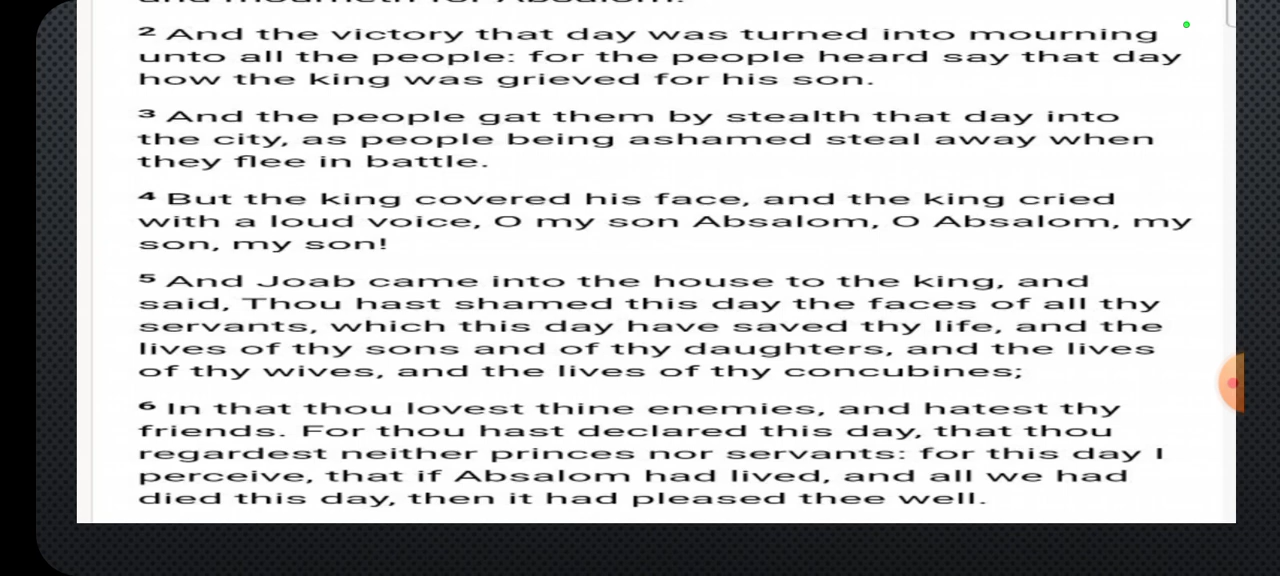 and mourneth for Absalom.
2 And the victory that day was turned into mourning
unto all the people: for the people heard say that day
how the king was grieved for his son.
3 And the people gat them by stealth that day into
the city, as people being ashamed steal away when
they flee in battle.
4 But the king covered his face, and the king cried
with a loud voice, O my son Absalom, O Absalom, my
son, my son!
5 And Joab came into the house to the king, and
said, Thou hast shamed this day the faces of all thy
servants, which this day have saved thy life, and the
lives of thy sons and of thy daughters, and the lives
of thy wives, and the lives of thy concubines;
6 In that thou lovest thine enemies, and hatest thy
friends. For thou hast declared this day, that thou
regardest neither princes nor servants: for this day I
perceive, that if Absalom had lived, and all we had
died this day, then it had pleased thee well.